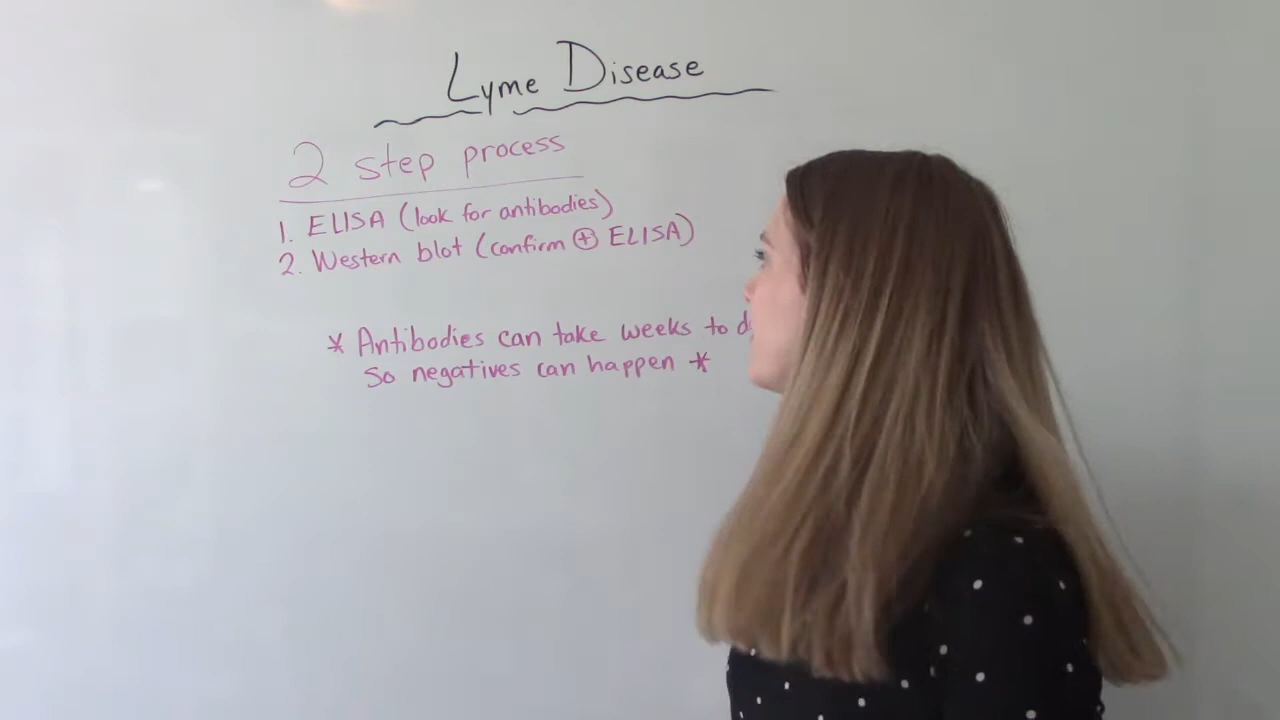 Lyme Disease
2 step process
1. ELISA (look for antibodies)
2. Western blot (confirm ⊕ ELISA)
* Antibodies can take weeks to
so negatives can happen *